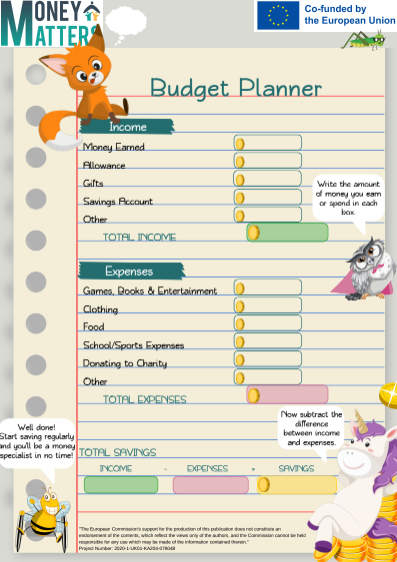 MONEY
MATTERS
Co-funded by
the European Union
Budget Planner
Income
Money Earned
Allowance
Gifts
Savings Account
Other
TOTAL INCOME
Write the amount
of money you earn
or spend in each
box.
Expenses
Games, Books & Entertainment
Clothing
Food
School/Sports Expenses
Donating to Charity
Other
TOTAL EXPENSES
Now subtract the
difference
between income
and expenses.
Well done!
Start saving regularly
and you'll be a money
specialist in no time!
TOTAL SAVINGS
INCOME - EXPENSES = SAVINGS
"The European Commission's support for the production of this publication does not constitute an
endorsement of the contents, which reflect the views only of the authors, and the Commission cannot be held
responsible for any use which may be made of the information contained therein."
Project Number: 2020-1-UK01-KA204-079048